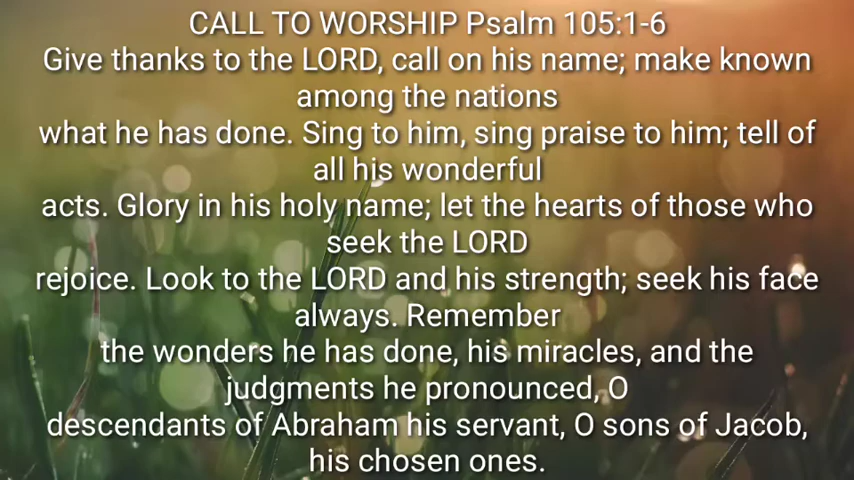 CALL TO WORSHIP Psalm 105:1-6
Give thanks to the LORD, call on his name; make known
among the nations
what he has done. Sing to him, sing praise to him; tell of
all his wonderful
acts. Glory in his holy name; let the hearts of those who
seek the LORD
rejoice. Look to the LORD and his strength; seek his face
always. Remember
the wonders he has done, his miracles, and the
judgments he pronounced, O
descendants of Abraham his servant, O sons of Jacob,
his chosen ones.